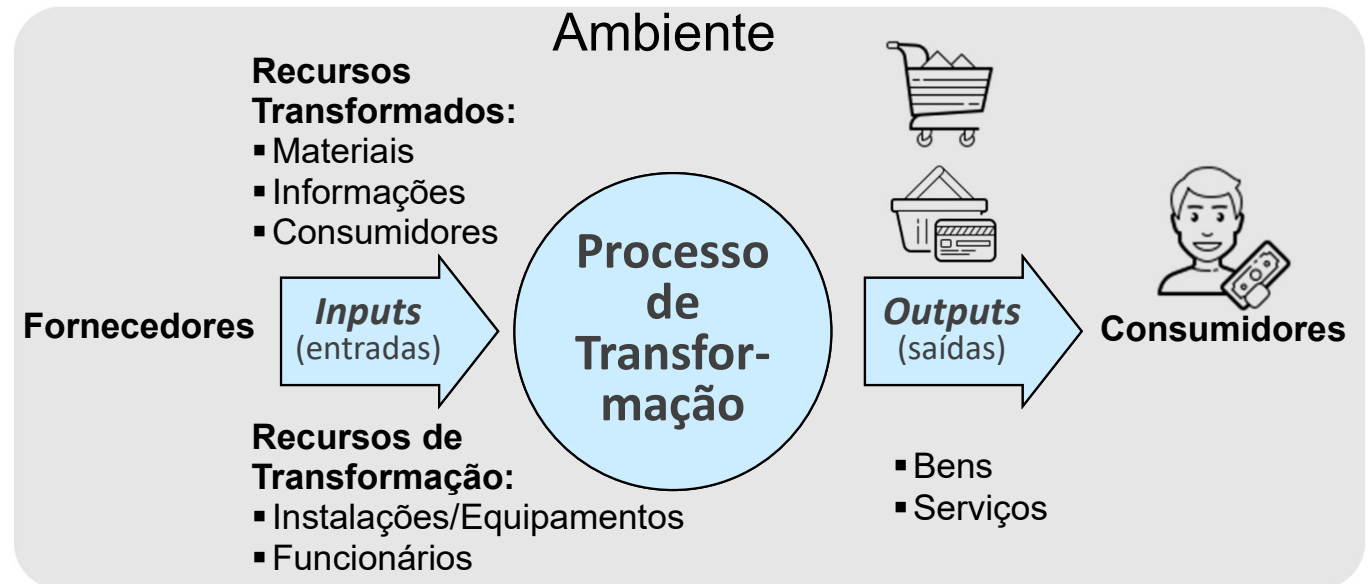 Ambiente
Recursos
Transformados:
▪Materiais
▪Informações
▪Consumidores
Fornecedores
Inputs
(entradas)
Recursos de
Transformação:
▪Instalações/Equipamentos
▪Funcionários
Processo
de
Transfor-
mação
Outputs
(saídas)
▪Bens
▪Serviços
Consumidores